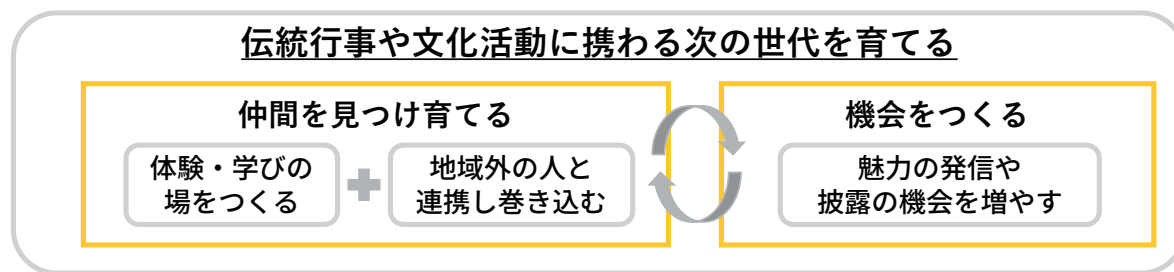 伝統行事や文化活動に携わる次の世代を育てる
仲間を見つけ育てる
体験・学びの
場をつくる
地域外の人と
連携し巻き込む
機会をつくる
魅力の発信や
披露の機会を増やす